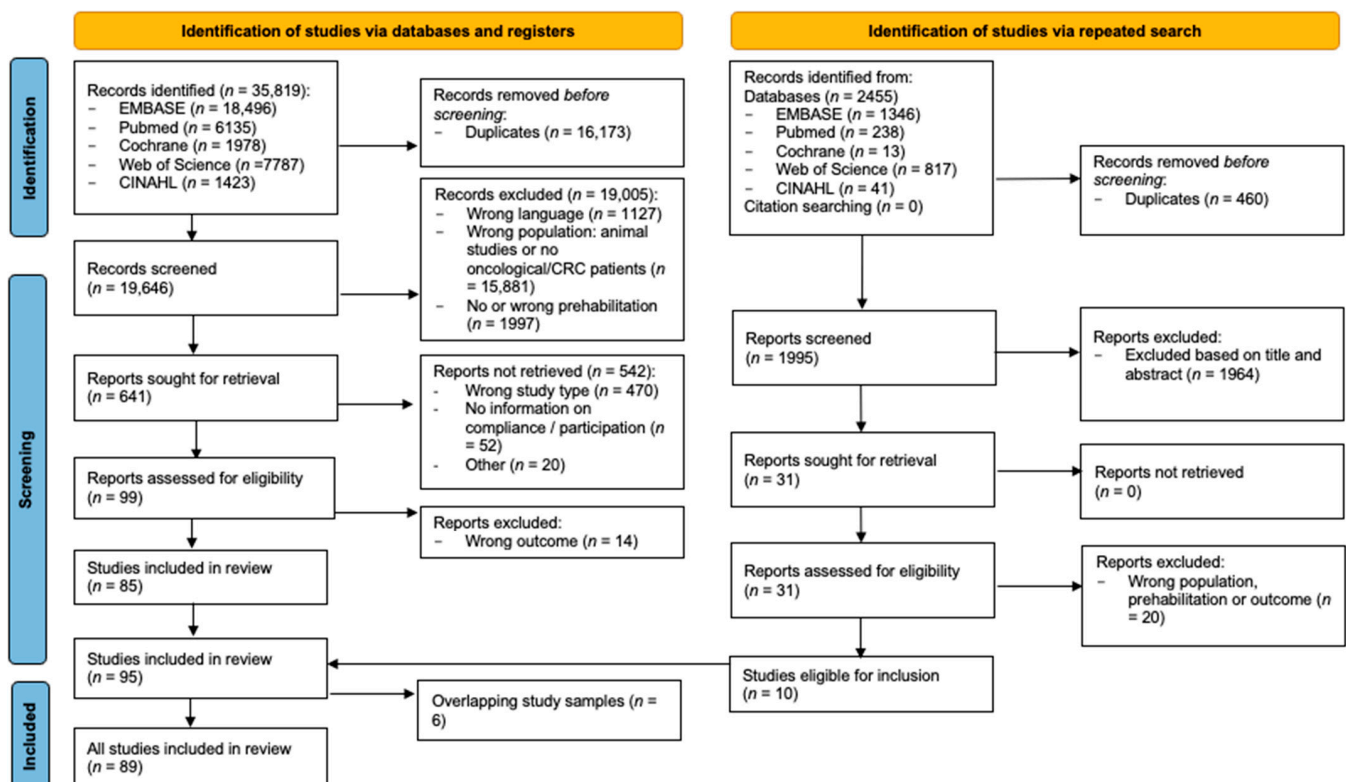 Identification of studies via databases and registers
Identification of studies via repeated search
Identification
Records identified (n = 35,819):
- EMBASE (n = 18,496)
- Pubmed (n = 6135)
- Cochrane (n = 1978)
- Web of Science (n =7787)
- CINAHL (n = 1423)
Records removed before
screening:
- Duplicates (n = 16,173)
Records identified from:
Databases (n = 2455)
- EMBASE (n = 1346)
- Pubmed (n = 238)
- Cochrane (n = 13)
- Web of Science (n = 817)
- CINAHL (n = 41)
Citation searching (n = 0)
Records removed before
screening:
- Duplicates (n = 460)
Screening
Records screened
(n = 19,646)
Records excluded (n = 19,005):
- Wrong language (n = 1127)
- Wrong population: animal
studies or no
oncological/CRC patients (n
= 15,881)
- No or wrong prehabilitation
(n = 1997)
Reports screened
(n = 1995)
Reports excluded:
- Excluded based on title and
abstract (n = 1964)
Reports sought for retrieval
(n = 641)
Reports not retrieved (n = 542):
- Wrong study type (n = 470)
- No information on
compliance / participation (n
= 52)
- Other (n = 20)
Reports sought for retrieval
(n = 31)
Reports not retrieved
(n = 0)
Reports assessed for eligibility
(n = 99)
Reports excluded:
- Wrong outcome (n = 14)
Reports assessed for eligibility
(n = 31)
Reports excluded:
- Wrong population,
prehabilitation or outcome (n
= 20)
Studies included in review
(n = 85)
Studies included in review
(n = 95)
Studies eligible for inclusion
(n = 10)
Included
Overlapping study samples (n =
6)
All studies included in review
(n = 89)